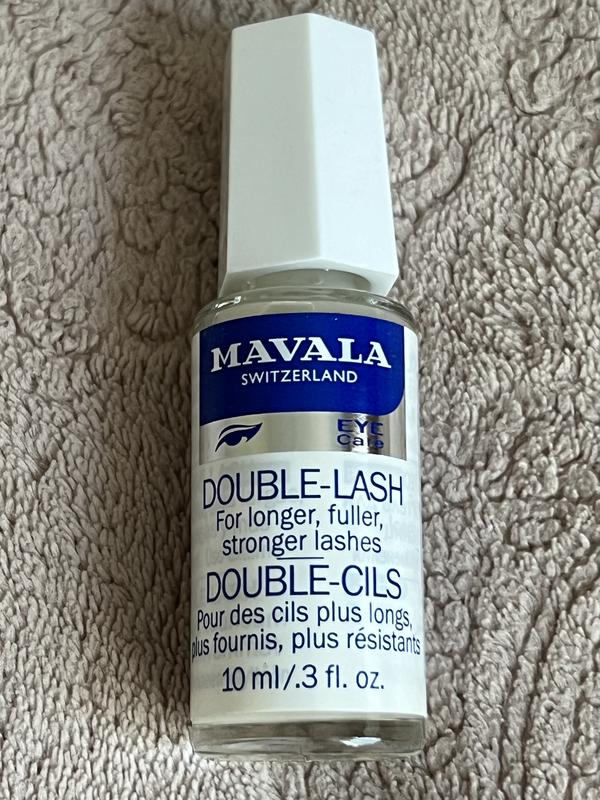 MAVALA
SWITZERLAND
EYE
Care
DOUBLE-LASH
For longer, fuller,
stronger lashes
DOUBLE-CILS
Pour des cils plus longs,
plus fournis, plus résistants
10 ml/.3 fl. oz.